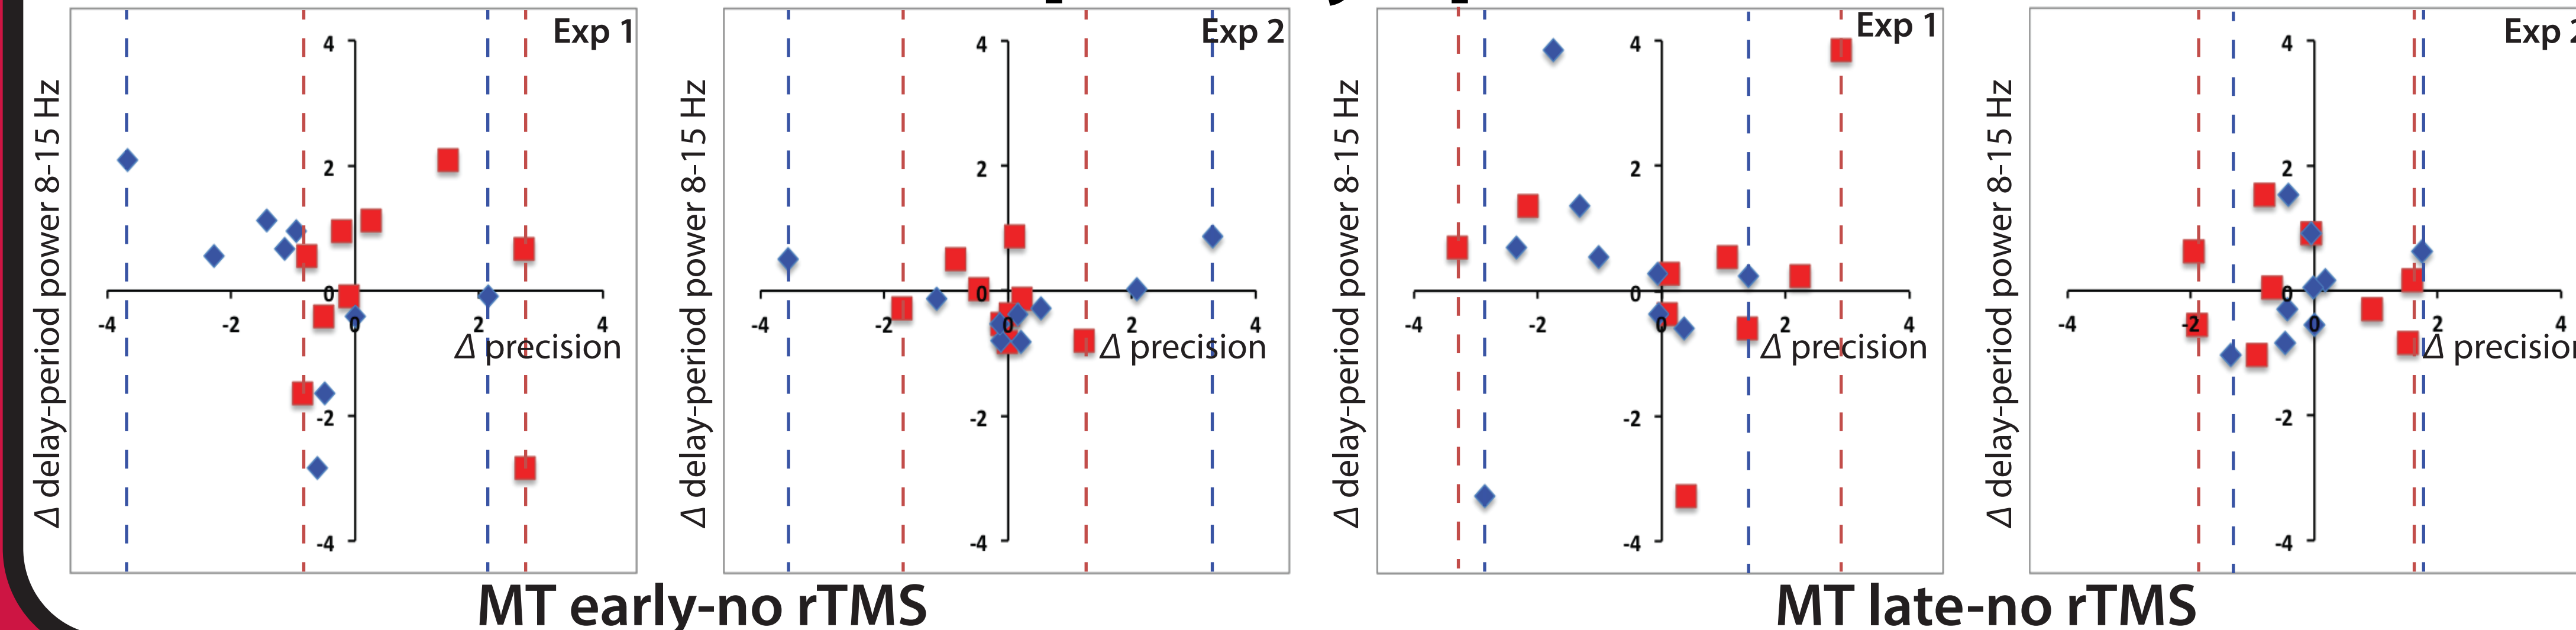 Exp 1
Δ delay-period power 8-15 Hz
4
2
0
-2
-4
-4
-2
0
2
4
Δ precision
Exp 2
Δ delay-period power 8-15 Hz
4
2
0
-2
-4
-4
-2
0
2
4
Δ precision
MT early-no rTMS
Exp 1
Δ delay-period power 8-15 Hz
4
2
0
-2
-4
-4
-2
0
2
4
Δ precision
Exp 2
Δ delay-period power 8-15 Hz
4
2
0
-2
-4
-4
-2
0
2
4
Δ precision
MT late-no rTMS